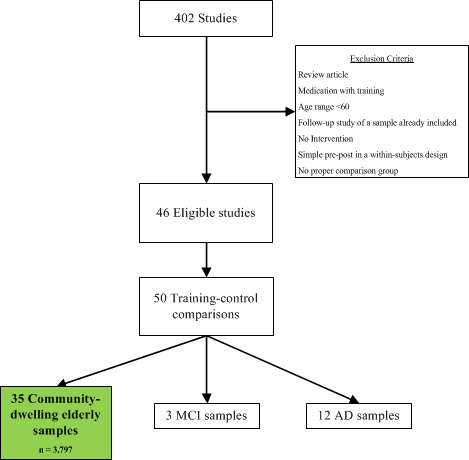 402 Studies
Exclusion Criteria
Review article
Medication with training
Age range <60
Follow-up study of a sample already included
No Intervention
Simple pre-post in a within-subjects design
No proper comparison group
46 Eligible studies
50 Training-control
comparisons
35 Community-
dwelling elderly
samples
n = 3,797
3 MCI samples
12 AD samples